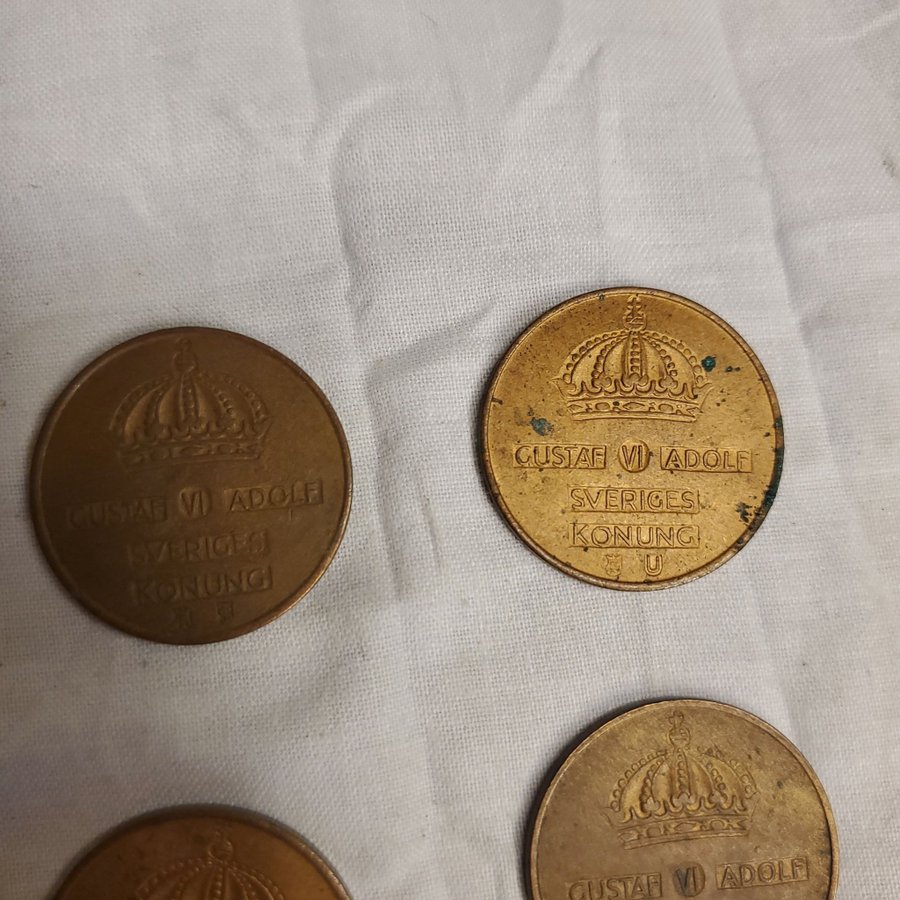 GUSTAF VI ADOLF
SVERIGES
KONUNG
GUSTAF VI ADOLF
SVERIGES
KONUNG
U
GUSTAF VI ADOLF